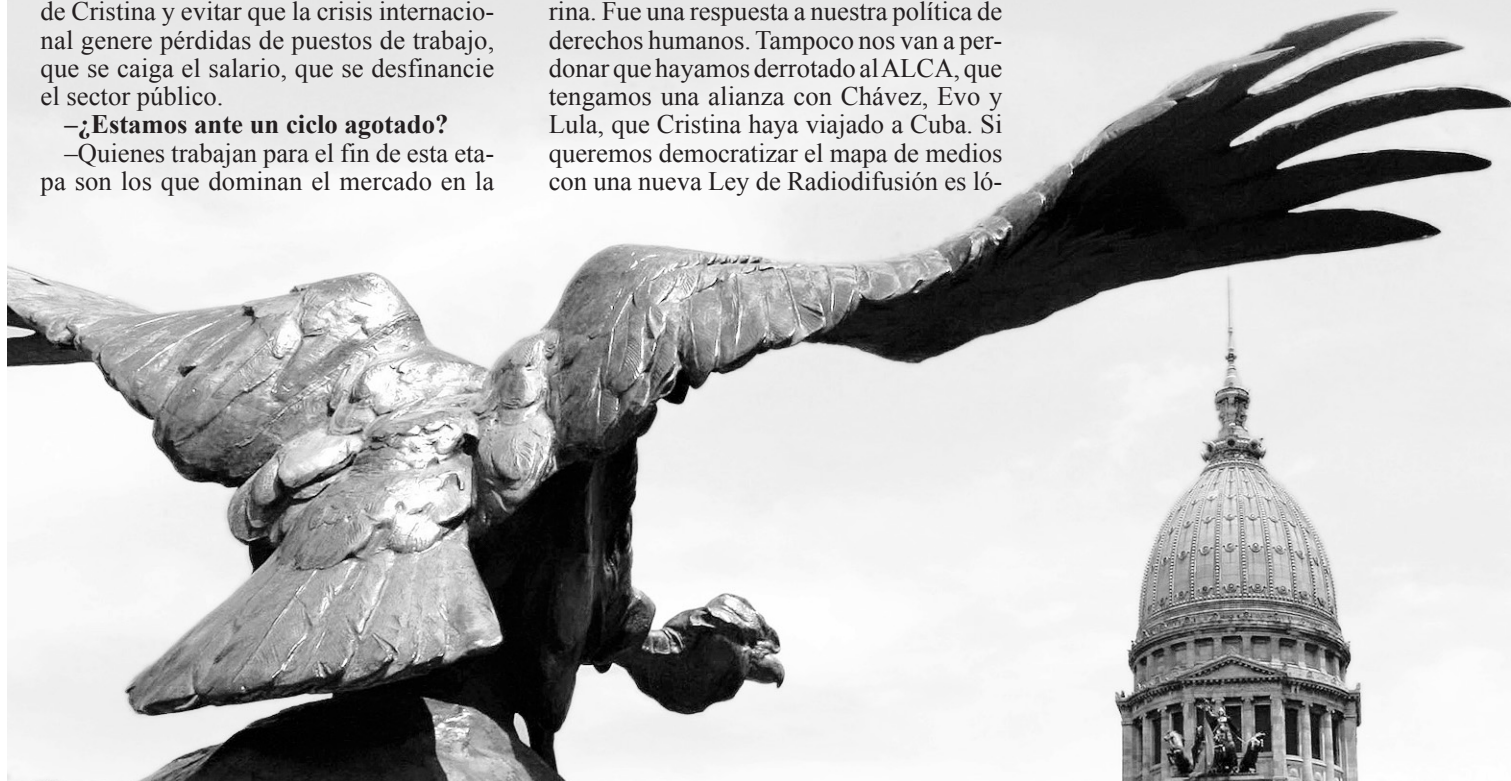 de Cristina y evitar que la crisis internacio-
nal genere pérdidas de puestos de trabajo,
que se caiga el salario, que se desfinancie
el sector público.
–¿Estamos ante un ciclo agotado?
–Quienes trabajan para el fin de esta eta-
pa son los que dominan el mercado en la
rina. Fue una respuesta a nuestra política de
derechos humanos. Tampoco nos van a per-
donar que hayamos derrotado al ALCA, que
tengamos una alianza con Chávez, Evo y
Lula, que Cristina haya viajado a Cuba. Si
queremos democratizar el mapa de medios
con una nueva Ley de Radiodifusión es ló-